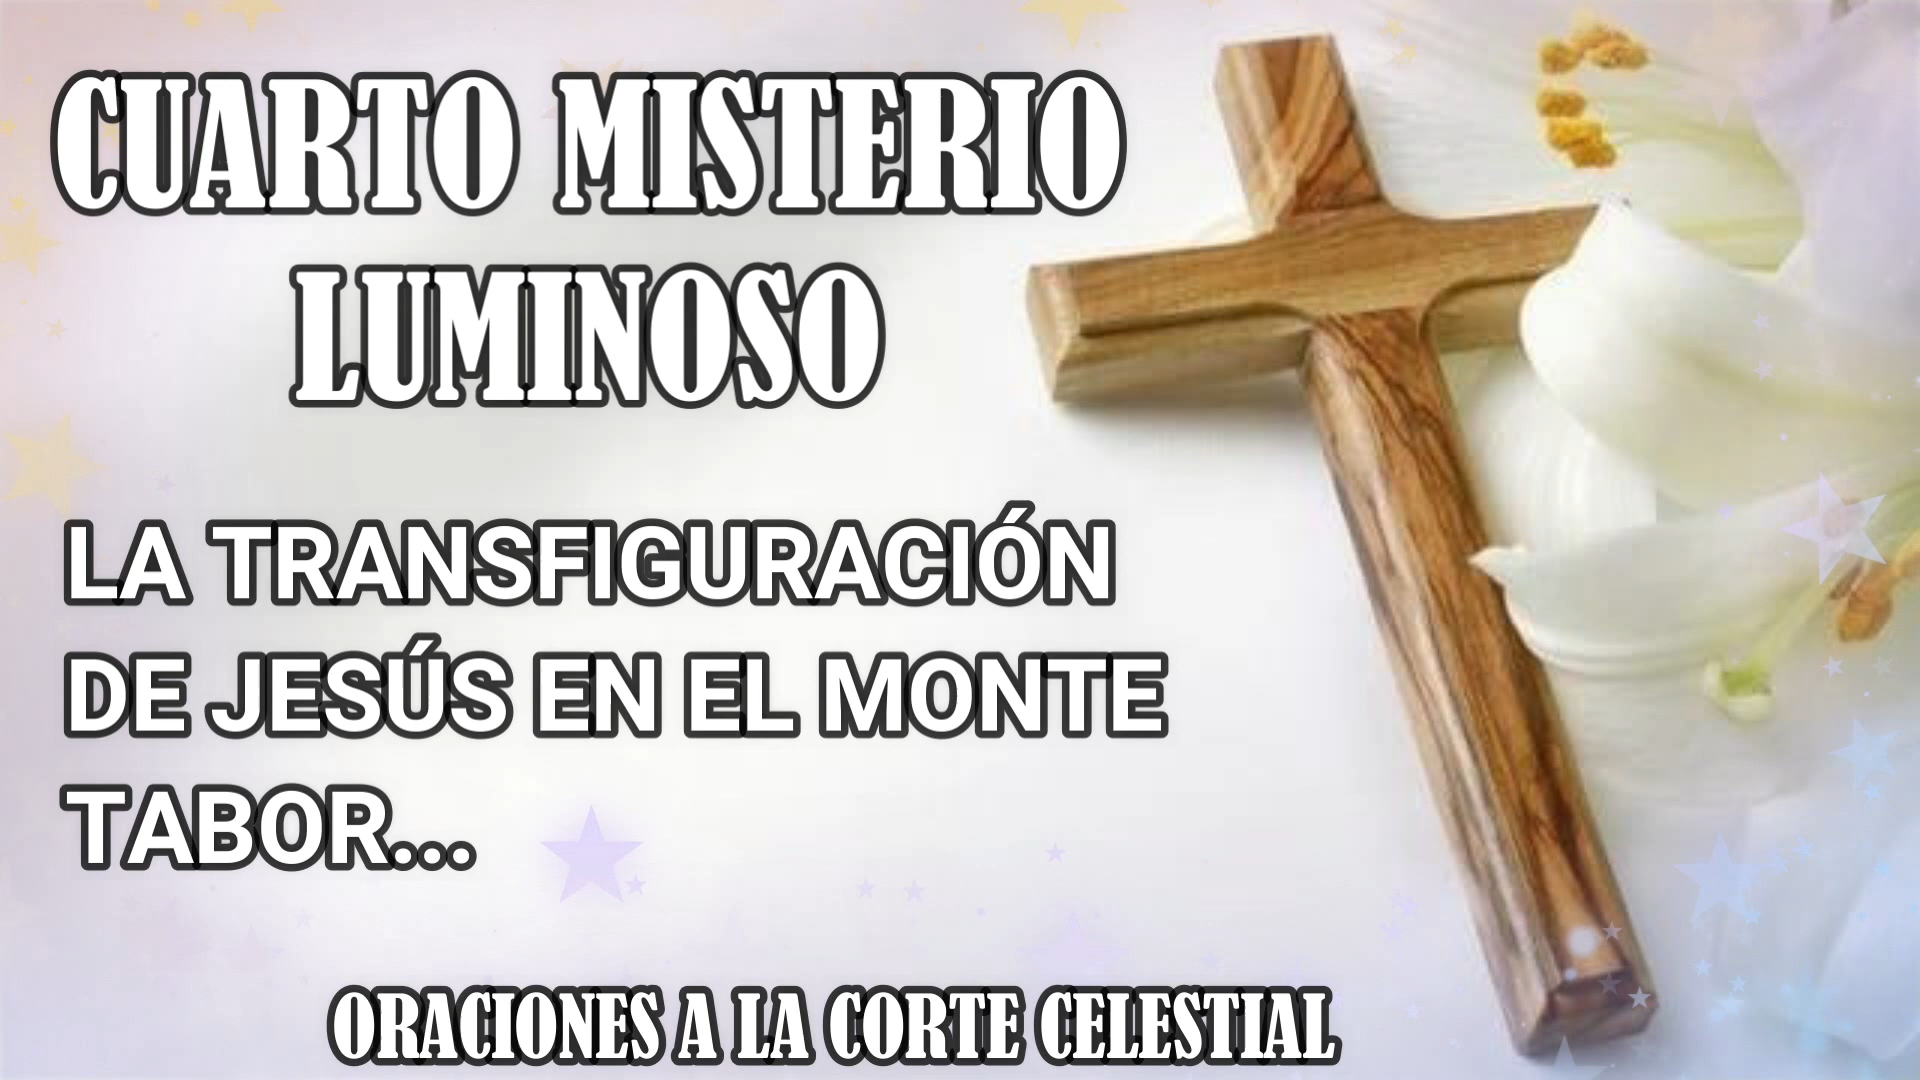 CUARTO MISTERIO
LUMINOSO
LA TRANSFIGURACIÓN
DE JESÚS EN EL MONTE
TABOR...
ORACIONES A LA CORTE CELESTIAL